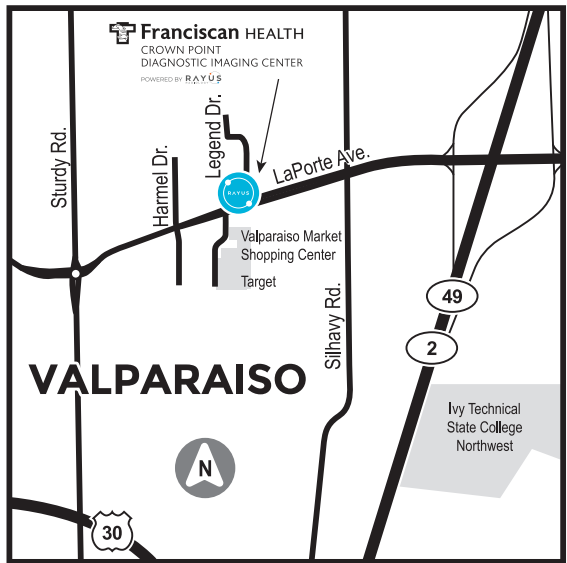 Franciscan HEALTH
CROWN POINT
DIAGNOSTIC IMAGING CENTER
POWERED BY RAYUS
Sturdy Rd.
Harmel Dr.
Legend Dr.
LaPorte Ave.
RAYUS
Valparaiso Market
Shopping Center
Target
Silhavy Rd.
49
2
VALPARAISO
Ivy Technical
State College
Northwest
N
30